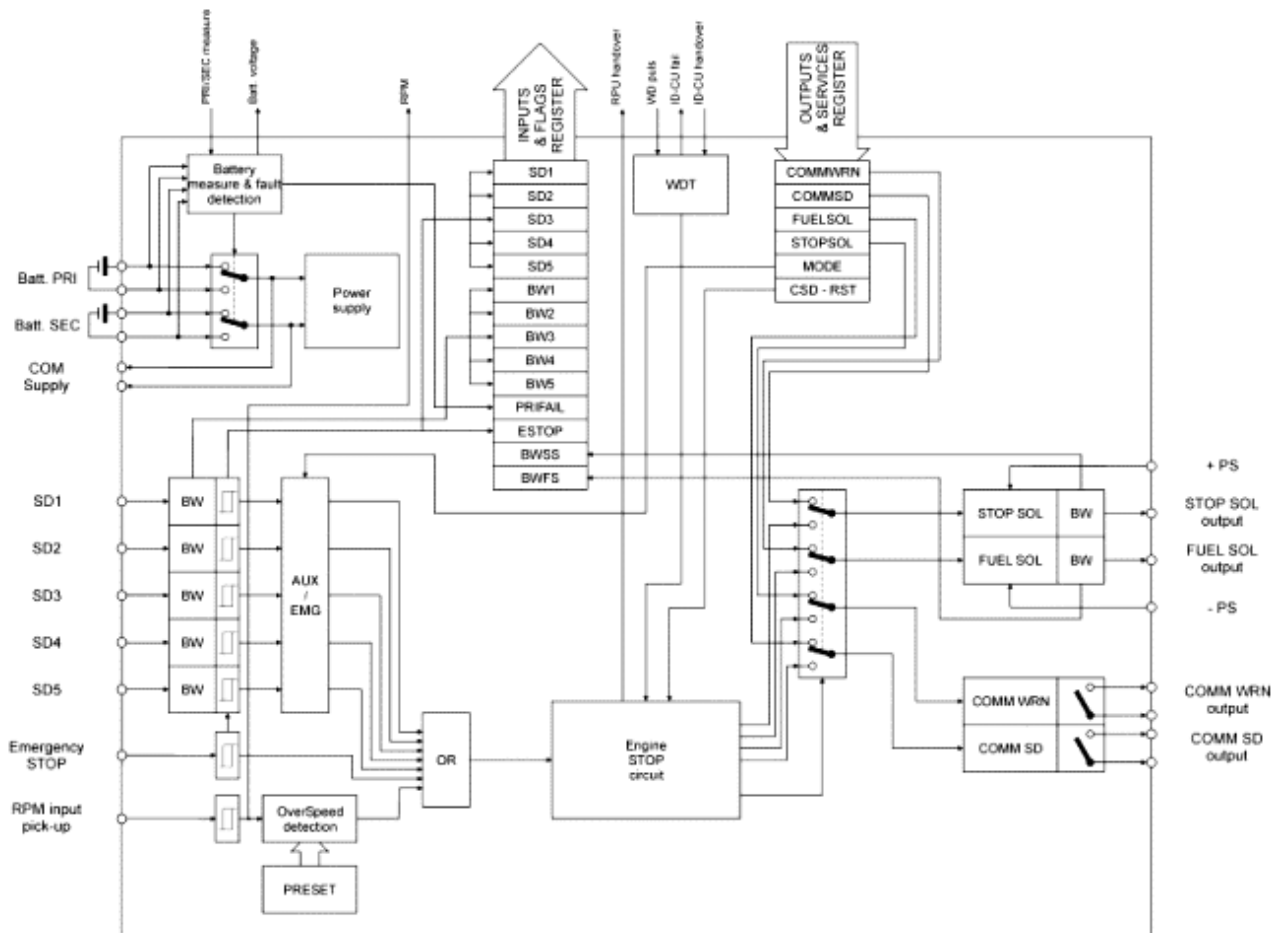 PRI/SEC measure
Batt. voltage
RPM
INPUTS
& FLAGS
REGISTER
RPU handover
WD puls
ID-CU fail
ID-CU handover
OUTPUTS
& SERVICES
REGISTER
Battery
measure & fault
detection
SD1
SD2
SD3
SD4
SD5
BW1
BW2
BW3
BW4
BW5
PRIFAIL
ESTOP
BWSS
BWFS
WDT
COMMWRN
COMMSD
FUELSOL
STOPSOL
MODE
CSD - RST
Batt. PRI
Batt. SEC
COM
Supply
Power
supply
SD1
SD2
SD3
SD4
SD5
BW
BW
BW
BW
BW
AUX
/
EMG
Emergency
STOP
RPM input
pick-up
OverSpeed
detection
PRESET
OR
Engine
STOP
circuit
STOP SOL
BW
FUEL SOL
BW
+ PS
STOP SOL
output
FUEL SOL
output
- PS
COMM WRN
COMM SD
COMM WRN
output
COMM SD
output